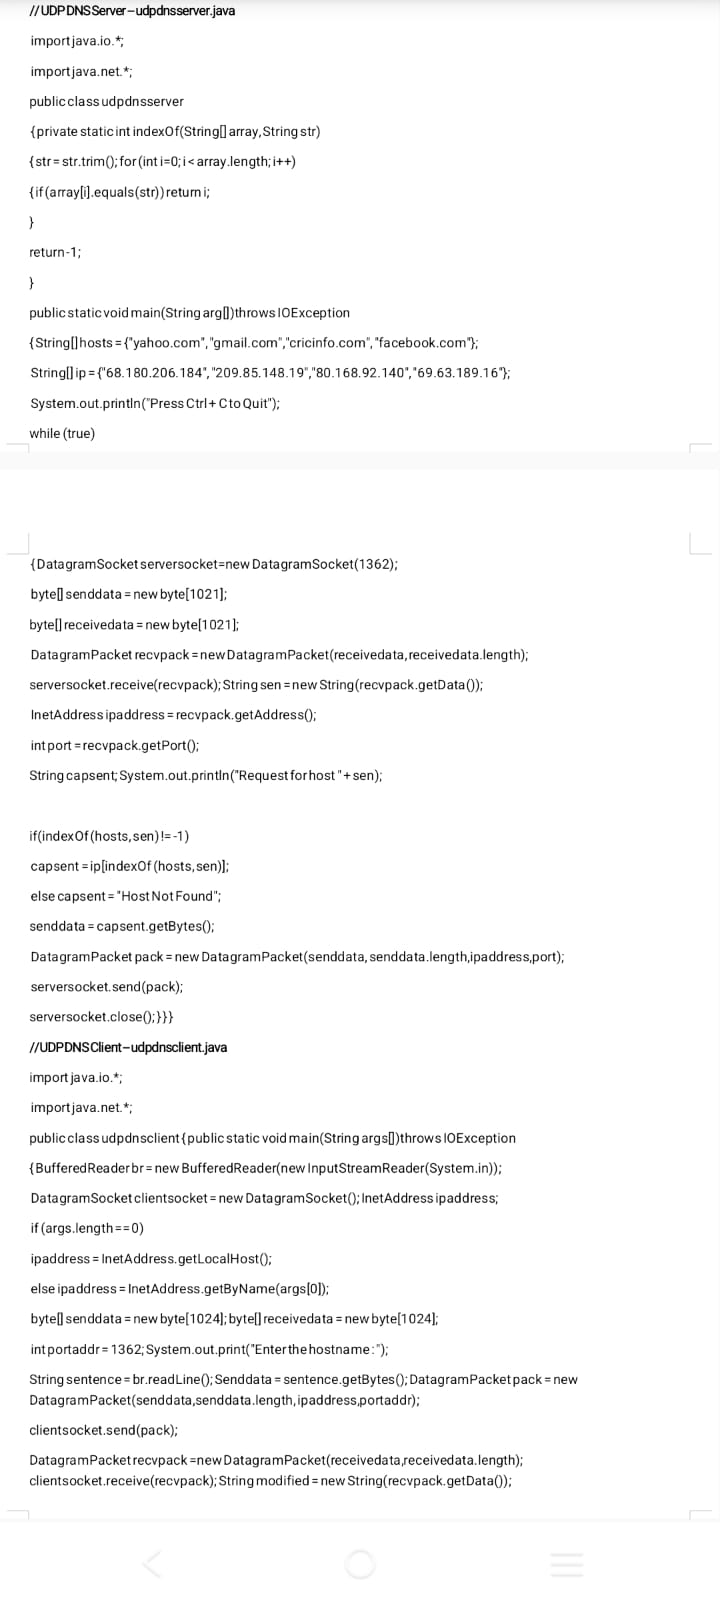 //UDP DNS Server–udpdnsserver.java
import java.io.*;
import java.net.*;
public class udpdnsserver
{private static int indexOf(String[] array, String str)
{str = str.trim(); for (int i=0; i < array.length; i++)
{if (array[i].equals(str)) return i;
}
return -1;
}
public static void main(String arg[])throws IOException
{String[] hosts = {"yahoo.com", "gmail.com","cricinfo.com", "facebook.com"};
String[] ip = {"68.180.206.184", "209.85.148.19","80.168.92.140", "69.63.189.16"};
System.out.println("Press Ctrl + C to Quit");
while (true)
{DatagramSocket serversocket=new DatagramSocket(1362);
byte[] senddata = new byte[1021];
byte[] receivedata = new byte[1021];
DatagramPacket recvpack = new DatagramPacket(receivedata, receivedata.length);
serversocket.receive(recvpack); String sen = new String(recvpack.getData());
InetAddress ipaddress = recvpack.getAddress();
int port = recvpack.getPort();
String capsent; System.out.println("Request for host " + sen);
if(indexOf (hosts, sen) != -1)
capsent = ip[indexOf (hosts, sen)];
else capsent = "Host Not Found";
senddata = capsent.getBytes();
DatagramPacket pack = new DatagramPacket(senddata, senddata.length,ipaddress,port);
serversocket.send(pack);
serversocket.close();}}}
//UDP DNS Client–udpdnsclient.java
import java.io.*;
import java.net.*;
public class udpdnsclient {public static void main(String args[])throws IOException
{BufferedReader br = new BufferedReader(new InputStreamReader(System.in));
DatagramSocket clientsocket = new DatagramSocket(); InetAddress ipaddress;
if (args.length == 0)
ipaddress = InetAddress.getLocalHost();
else ipaddress = InetAddress.getByName(args[0]);
byte[] senddata = new byte[1024]; byte[] receivedata = new byte[1024];
int portaddr = 1362; System.out.print("Enter the hostname : ");
String sentence = br.readLine(); Senddata = sentence.getBytes(); DatagramPacket pack = new
DatagramPacket(senddata,senddata.length, ipaddress,portaddr);
clientsocket.send(pack);
DatagramPacket recvpack =new DatagramPacket(receivedata,receivedata.length);
clientsocket.receive(recvpack); String modified = new String(recvpack.getData());